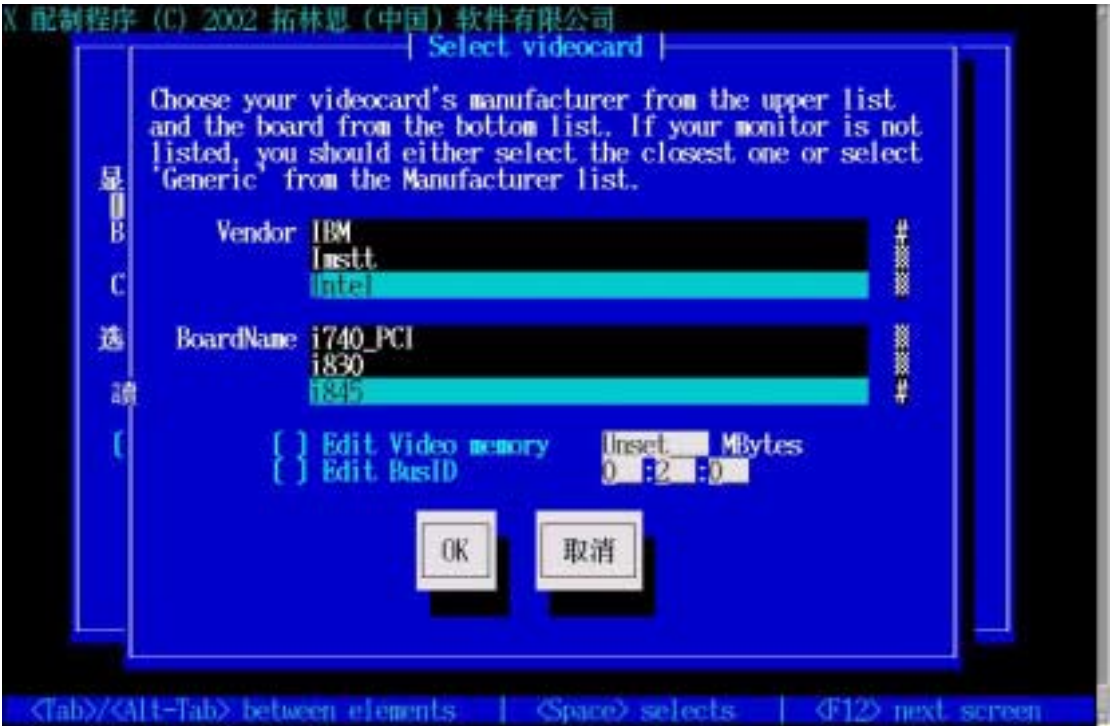 X 配制程序 (C) 2002 拓林思（中国）软件有限公司
Select videocard
Choose your videocard's manufacturer from the upper list
and the board from the bottom list. If your monitor is not
listed, you should either select the closest one or select
'Generic' from the Manufacturer list.
显
B
Vendor IBM #
Imstt
C
Intel
选
BoardName i740_PCI
i830
讀
i845 #
[
[ ] Edit Video memory Unset___ MBytes
[ ] Edit BusID 0 :2 :0
OK 取消
<Tab>/<Alt-Tab> between elements | <Space> selects | <F12> next screen